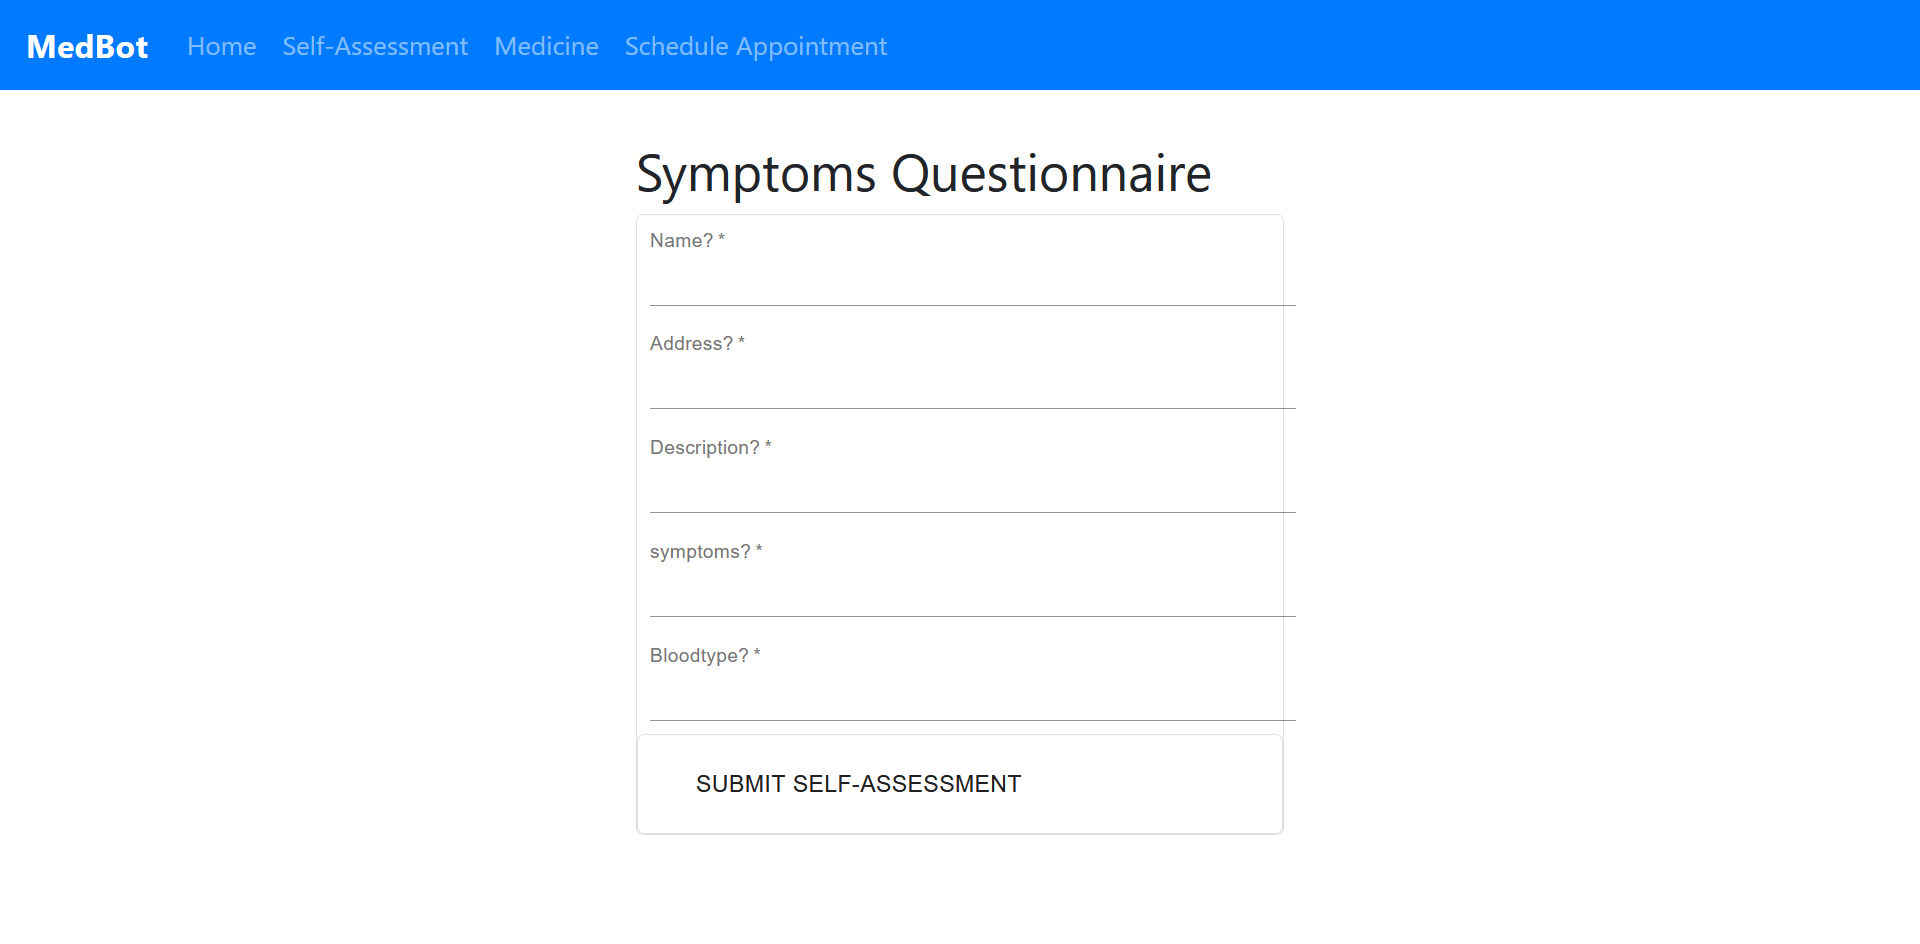 MedBot Home Self-Assessment Medicine Schedule Appointment
Symptoms Questionnaire
Name? *
Address? *
Description? *
symptoms? *
Bloodtype? *
SUBMIT SELF-ASSESSMENT